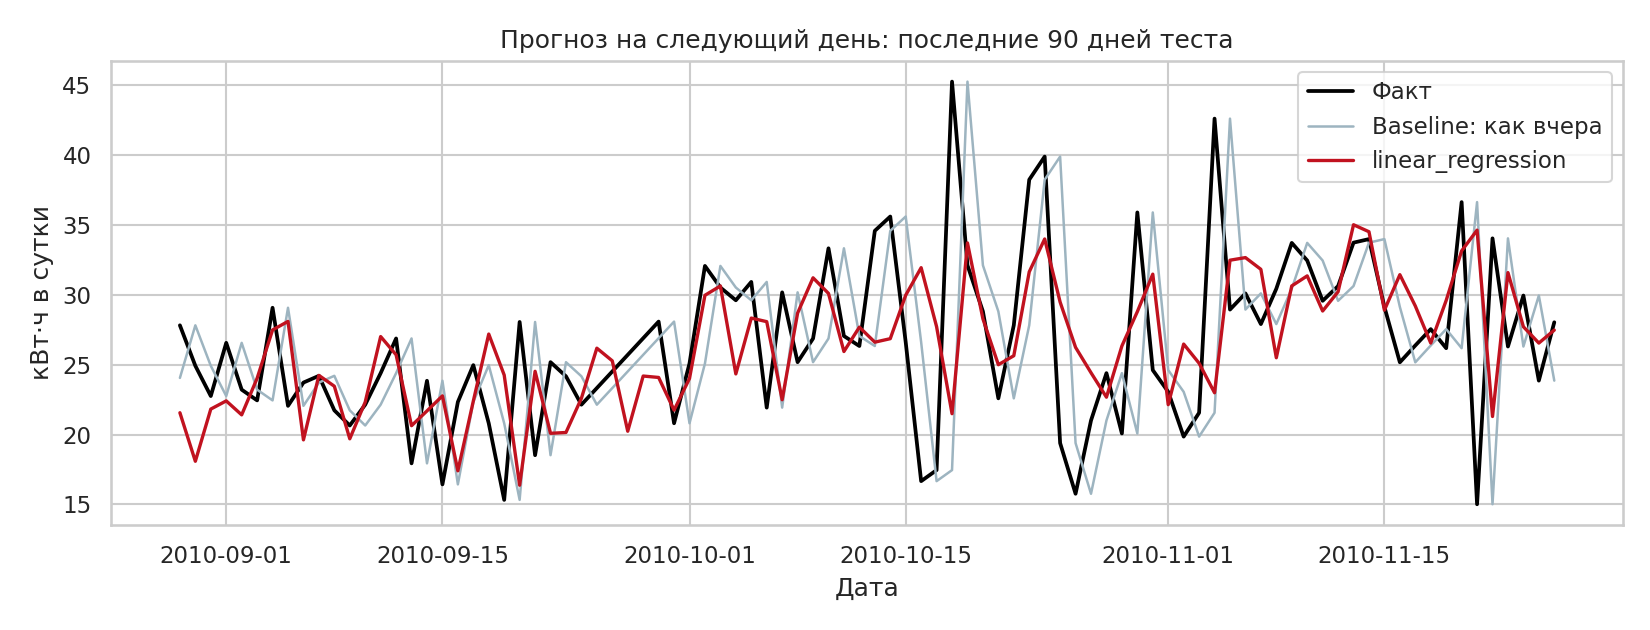 Прогноз на следующий день: последние 90 дней теста
Факт
Baseline: как вчера
linear_regression
кВт·ч в сутки
45
40
35
30
25
20
15
2010-09-01
2010-09-15
2010-10-01
2010-10-15
2010-11-01
2010-11-15
Дата